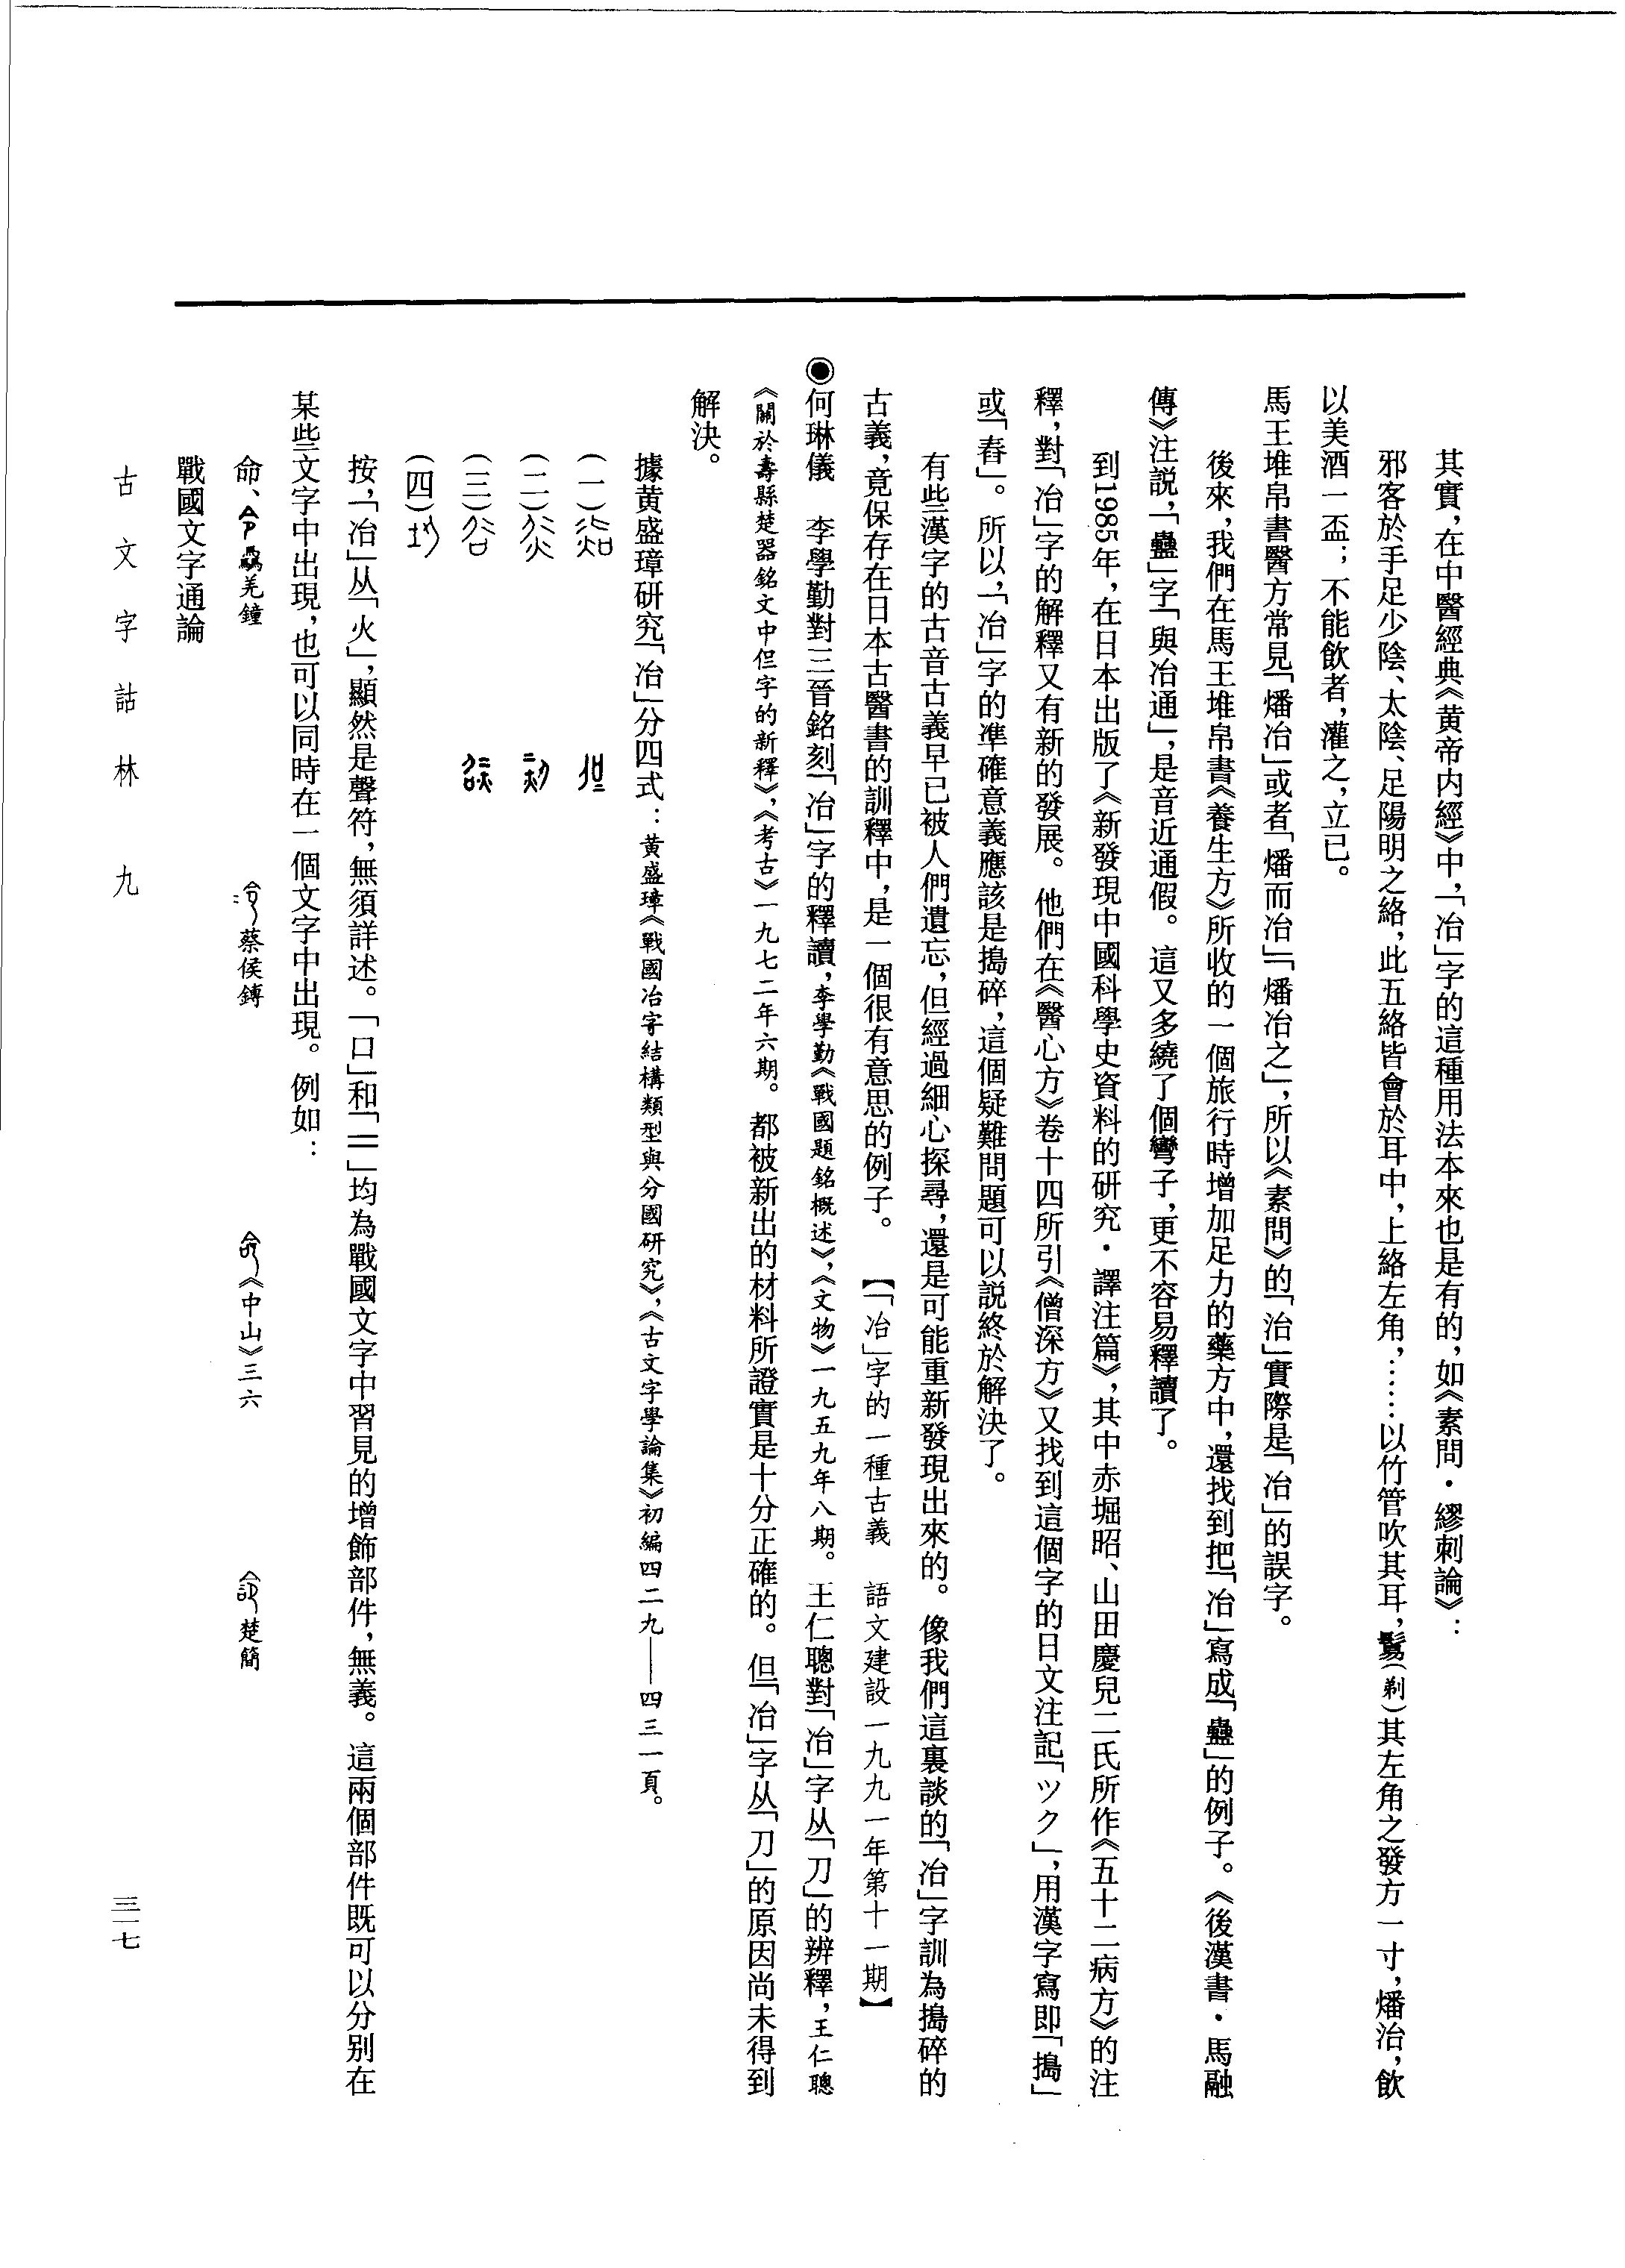 其實，在中醫經典《黄帝内經》中，「冶」字的這種用法本來也是有的，如《素問·繆刺論》：
邪客於手足少陰、太陰、足陽明之絡，此五絡皆會於耳中，上絡左角，……以竹管吹其耳，鬄（剃）其左角之發方一寸，燔治，飲
以美酒一盃；不能飲者，灌之，立已。
馬王堆帛書醫方常見「燔冶」或者「燔而冶」「燔冶之」，所以《素問》的「治」實際是「冶」的誤字。
後來，我們在馬王堆帛書《養生方》所收的一個旅行時增加足力的藥方中，還找到把「冶」寫成「蠱」的例子。《後漢書·馬融
傳》注説，「蠱」字「與冶通」，是音近通假。這又多繞了個彎子，更不容易釋讀了。
到1985年，在日本出版了《新發現中國科學史資料的研究·譯注篇》，其中赤堀昭、山田慶兒二氏所作《五十二病方》的注
釋，對「冶」字的解釋又有新的發展。他們在《醫心方》卷十四所引《僧深方》又找到這個字的日文注記「ツク」，用漢字寫即「搗」
或「舂」。所以，「冶」字的準確意義應該是搗碎，這個疑難問題可以説終於解決了。
有些漢字的古音古義早已被人們遺忘，但經過細心探尋，還是可能重新發現出來的。像我們這裏談的「冶」字訓為搗碎的
古義，竟保存在日本古醫書的訓釋中，是一個很有意思的例子。【「冶」字的一種古義　語文建設一九九一年第十一期】
◉何琳儀　李學勤對三晉銘刻「冶」字的釋讀，李學勤《戰國題銘概述》，《文物》一九五九年八期。王仁聰對「冶」字从「刀」的辨釋，王仁聰
《關於壽縣楚器銘文中但字的新釋》，《考古》一九七二年六期。都被新出的材料所證實是十分正確的。但「冶」字从「刀」的原因尚未得到
解決。
據黄盛璋研究「冶」分四式：黄盛璋《戰國冶字結構類型與分國研究》，《古文字學論集》初編四二九——四三一頁。
（一）
（二）
（三）
（四）
按，「冶」从「火」，顯然是聲符，無須詳述。「口」和「二」均為戰國文字中習見的增飾部件，無義。這兩個部件既可以分别在
某些文字中出現，也可以同時在一個文字中出現。例如：
命、　羌鐘　蔡侯鎛　《中山》三六　楚簡
戰國文字通論
古文字詁林　九
三一七